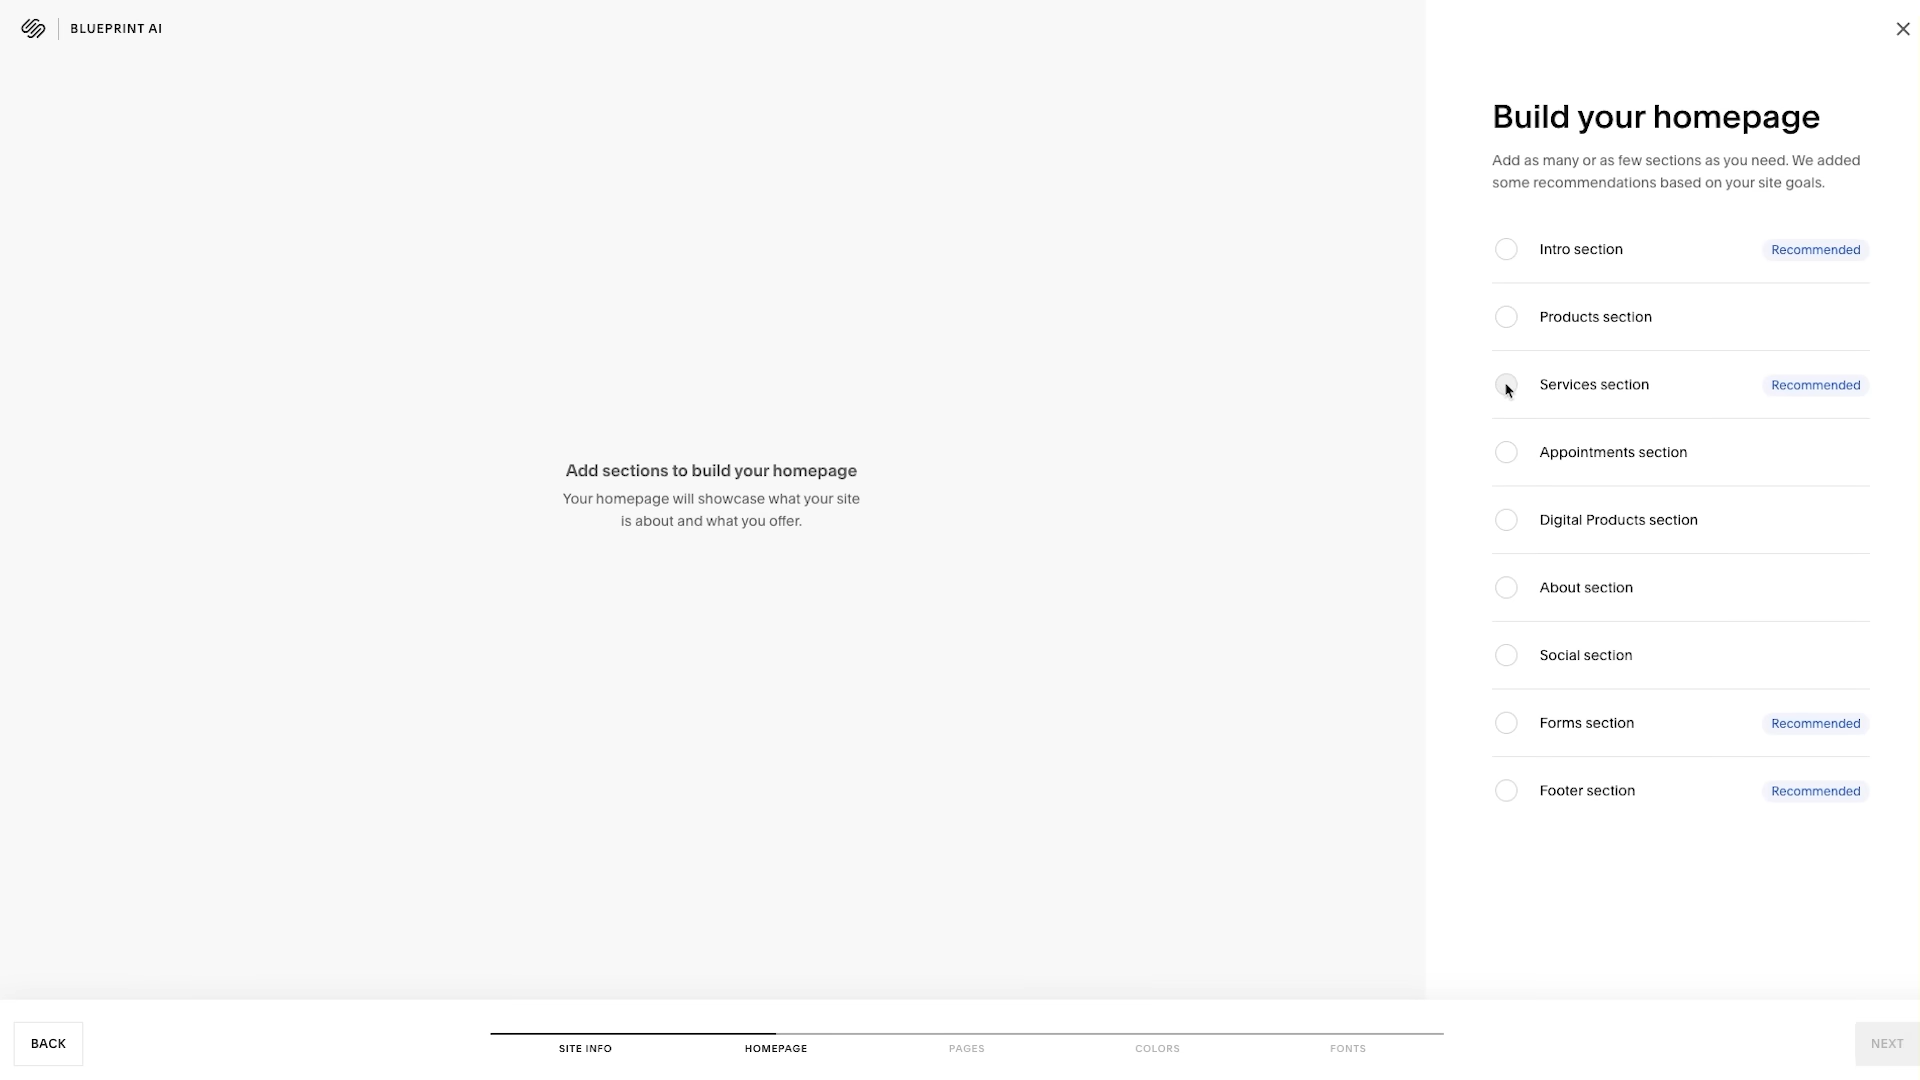 BLUEPRINT AI
Build your homepage
Add as many or as few sections as you need. We added
some recommendations based on your site goals.
Intro section Recommended
Products section
Services section Recommended
Appointments section
Digital Products section
About section
Social section
Forms section Recommended
Footer section Recommended
Add sections to build your homepage
Your homepage will showcase what your site
is about and what you offer.
BACK
SITE INFO HOMEPAGE PAGES COLORS FONTS
NEXT